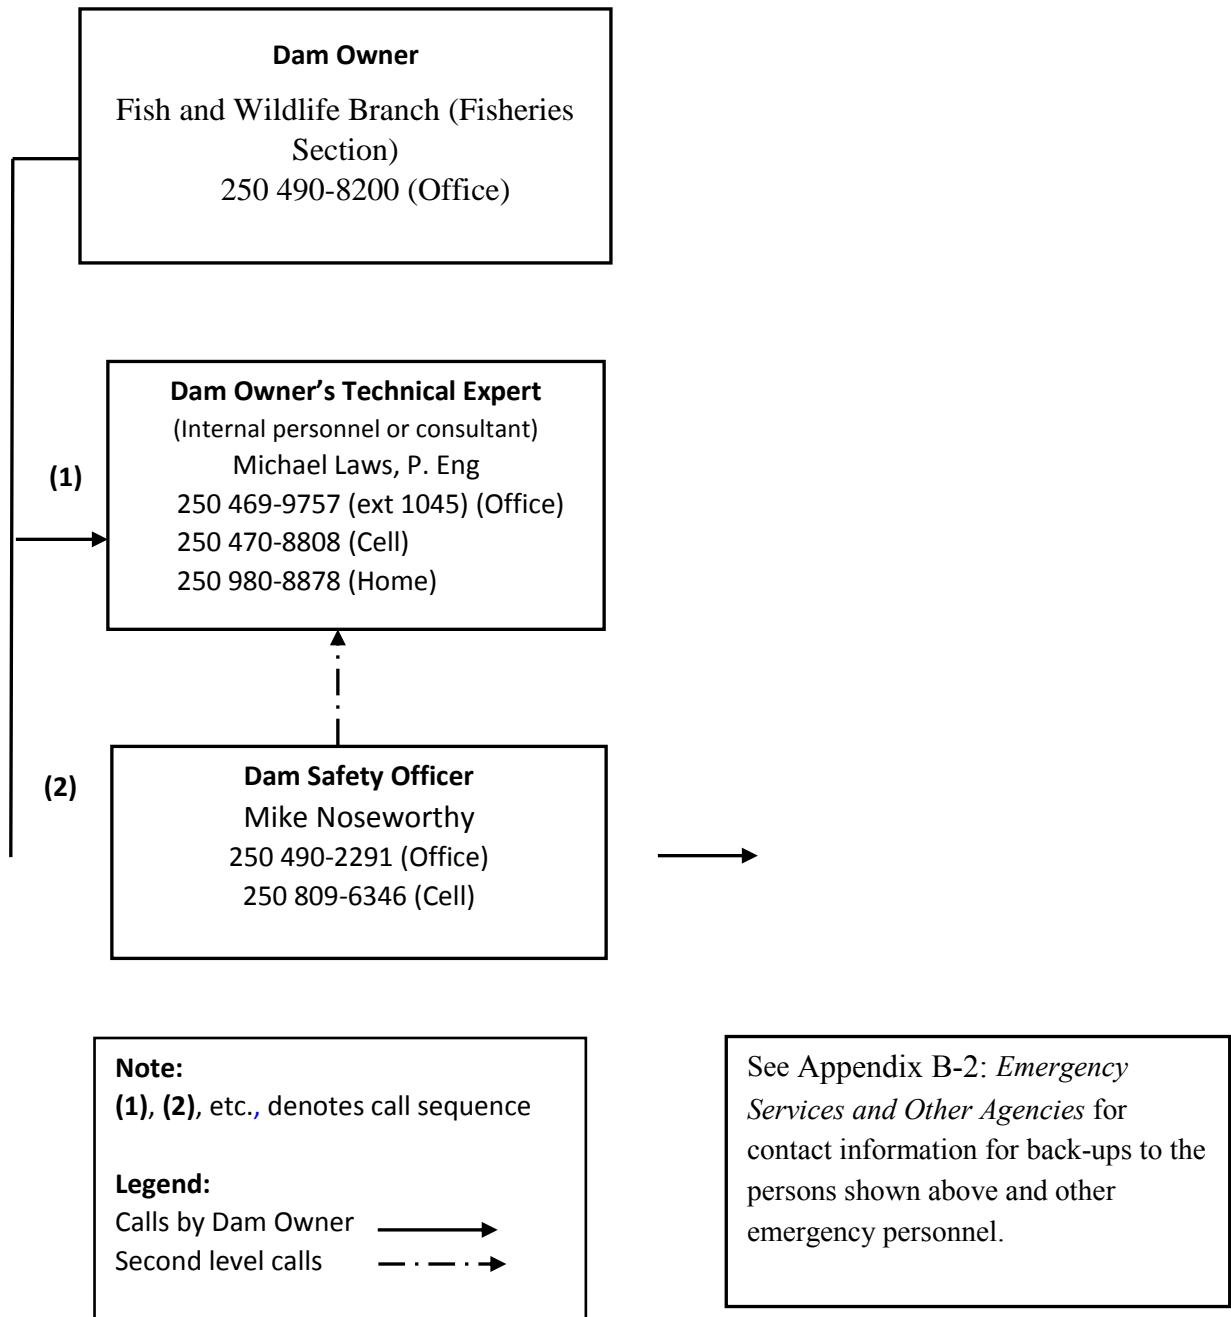 Dam Owner
Fish and Wildlife Branch (Fisheries
Section)
250 490-8200 (Office)
Dam Owner’s Technical Expert
(Internal personnel or consultant)
Michael Laws, P. Eng
250 469-9757 (ext 1045) (Office)
250 470-8808 (Cell)
250 980-8878 (Home)
(1)
Dam Safety Officer
Mike Noseworthy
250 490-2291 (Office)
250 809-6346 (Cell)
(2)
Note:
(1), (2), etc., denotes call sequence
Legend:
Calls by Dam Owner
Second level calls
See Appendix B-2: Emergency
Services and Other Agencies for
contact information for back-ups to the
persons shown above and other
emergency personnel.